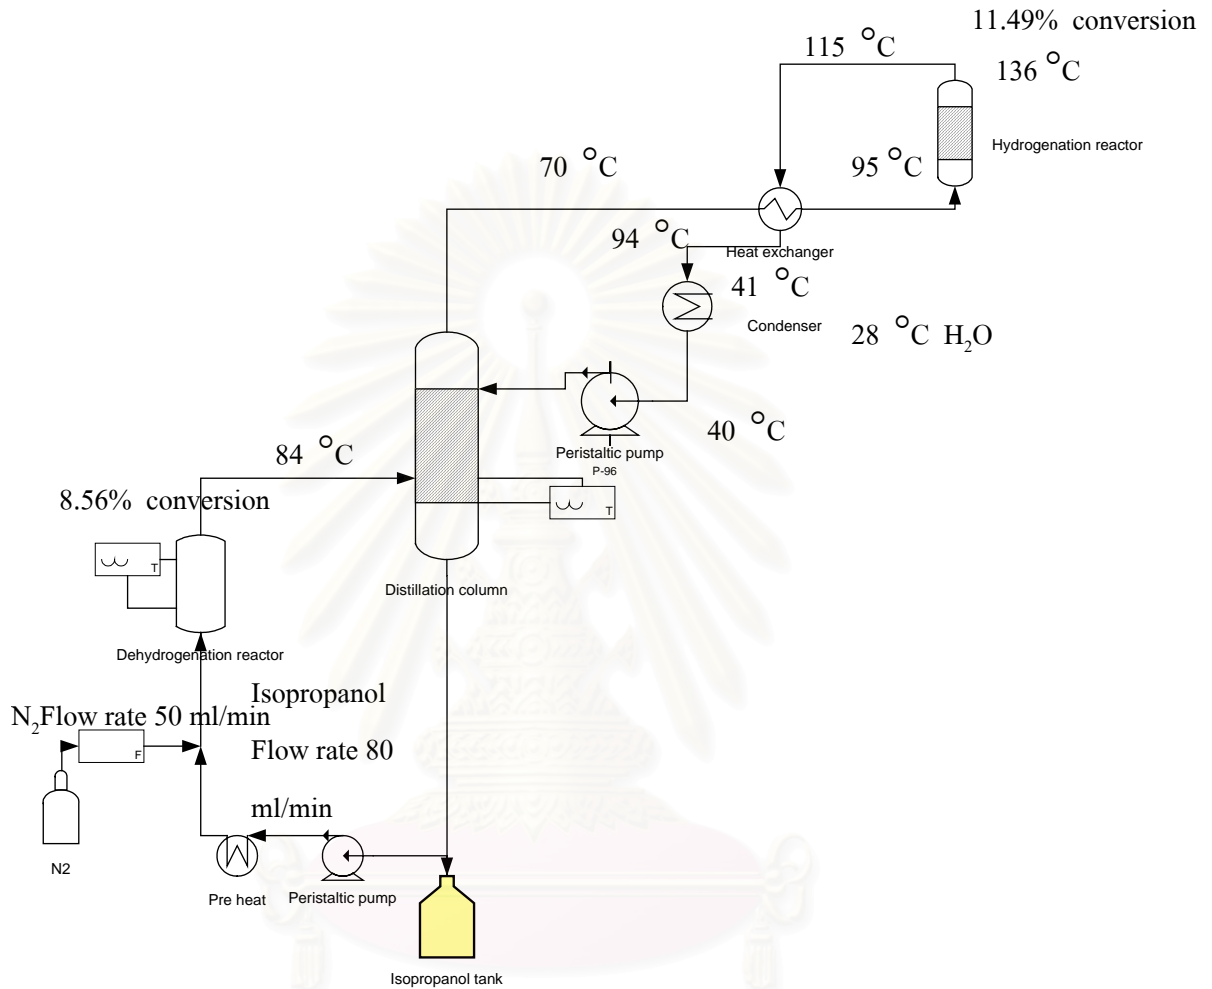 11.49% conversion
115 °C
136 °C
Hydrogenation reactor
70 °C
95 °C
94 °C
Heat exchanger
41 °C
Condenser
28 °C H₂O
40 °C
Peristaltic pump
P-96
84 °C
T
8.56% conversion
T
Distillation column
Dehydrogenation reactor
Isopropanol
N₂Flow rate 50 ml/min
Flow rate 80
F
ml/min
N2
Pre heat
Peristaltic pump
Isopropanol tank